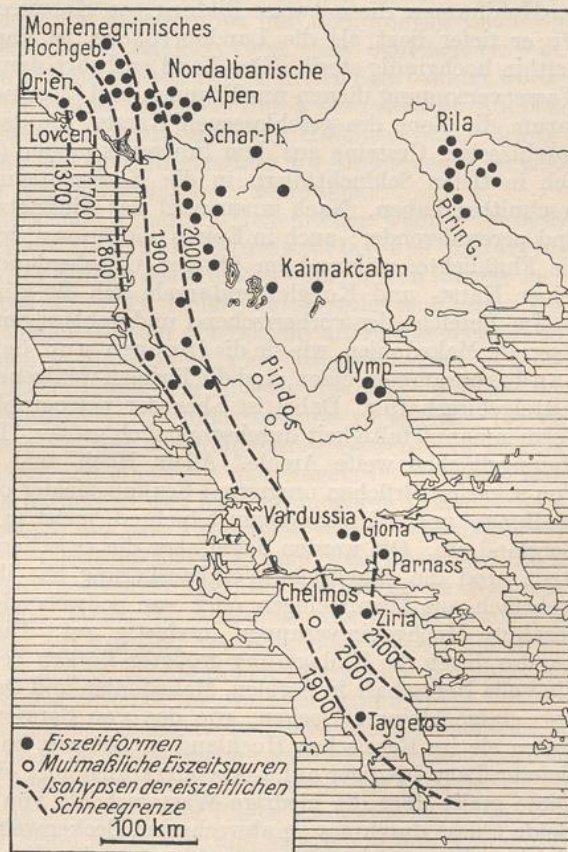 Montenegrinisches
Hochgeb.
Orjen
Lovčen
Nordalbanische
Alpen
Schar-Pl.
Rila
Pirin G.
1300
1700
1800
1900
2000
Kaimakčalan
Pindos
Olymp
Vardussia
Giona
Parnass
Chelmos
Ziria
2100
2000
1900
Taygetos
Eiszeitformen
Mutmaßliche Eiszeitspuren
Isohypsen der eiszeitlichen
Schneegrenze
100 km